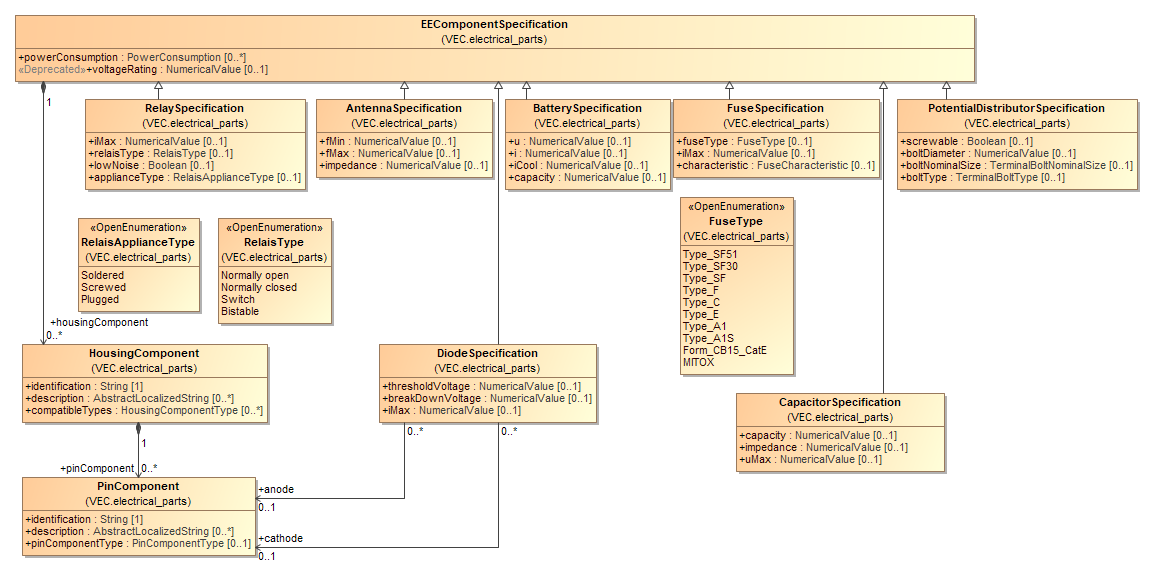 EEComponentSpecification
(VEC.electrical_parts)
+powerConsumption : PowerConsumption [0..*]
«Deprecated»+voltageRating : NumericalValue [0..1]
1
RelaySpecification
(VEC.electrical_parts)
+iMax : NumericalValue [0..1]
+relaisType : RelaisType [0..1]
+lowNoise : Boolean [0..1]
+applianceType : RelaisApplianceType [0..1]
AntennaSpecification
(VEC.electrical_parts)
+fMin : NumericalValue [0..1]
+fMax : NumericalValue [0..1]
+impedance : NumericalValue [0..1]
BatterySpecification
(VEC.electrical_parts)
+u : NumericalValue [0..1]
+i : NumericalValue [0..1]
+iCool : NumericalValue [0..1]
+capacity : NumericalValue [0..1]
FuseSpecification
(VEC.electrical_parts)
+fuseType : FuseType [0..1]
+iMax : NumericalValue [0..1]
+characteristic : FuseCharacteristic [0..1]
PotentialDistributorSpecification
(VEC.electrical_parts)
+screwable : Boolean [0..1]
+boltDiameter : NumericalValue [0..1]
+boltNominalSize : TerminalBoltNominalSize [0..1]
+boltType : TerminalBoltType [0..1]
«OpenEnumeration»
RelaisApplianceType
(VEC.electrical_parts)
Soldered
Screwed
Plugged
«OpenEnumeration»
RelaisType
(VEC.electrical_parts)
Normally open
Normally closed
Switch
Bistable
«OpenEnumeration»
FuseType
(VEC.electrical_parts)
Type_SF51
Type_SF30
Type_SF
Type_F
Type_C
Type_E
Type_A1
Type_A1S
Form_CB15_CatE
MITOX
+housingComponent
0..*
HousingComponent
(VEC.electrical_parts)
+identification : String [1]
+description : AbstractLocalizedString [0..*]
+compatibleTypes : HousingComponentType [0..*]
DiodeSpecification
(VEC.electrical_parts)
+thresholdVoltage : NumericalValue [0..1]
+breakDownVoltage : NumericalValue [0..1]
+iMax : NumericalValue [0..1]
CapacitorSpecification
(VEC.electrical_parts)
+capacity : NumericalValue [0..1]
+impedance : NumericalValue [0..1]
+uMax : NumericalValue [0..1]
0..*
0..*
1
+pinComponent
0..*
PinComponent
(VEC.electrical_parts)
+identification : String [1]
+description : AbstractLocalizedString [0..*]
+pinComponentType : PinComponentType [0..1]
+anode
0..1
+cathode
0..1